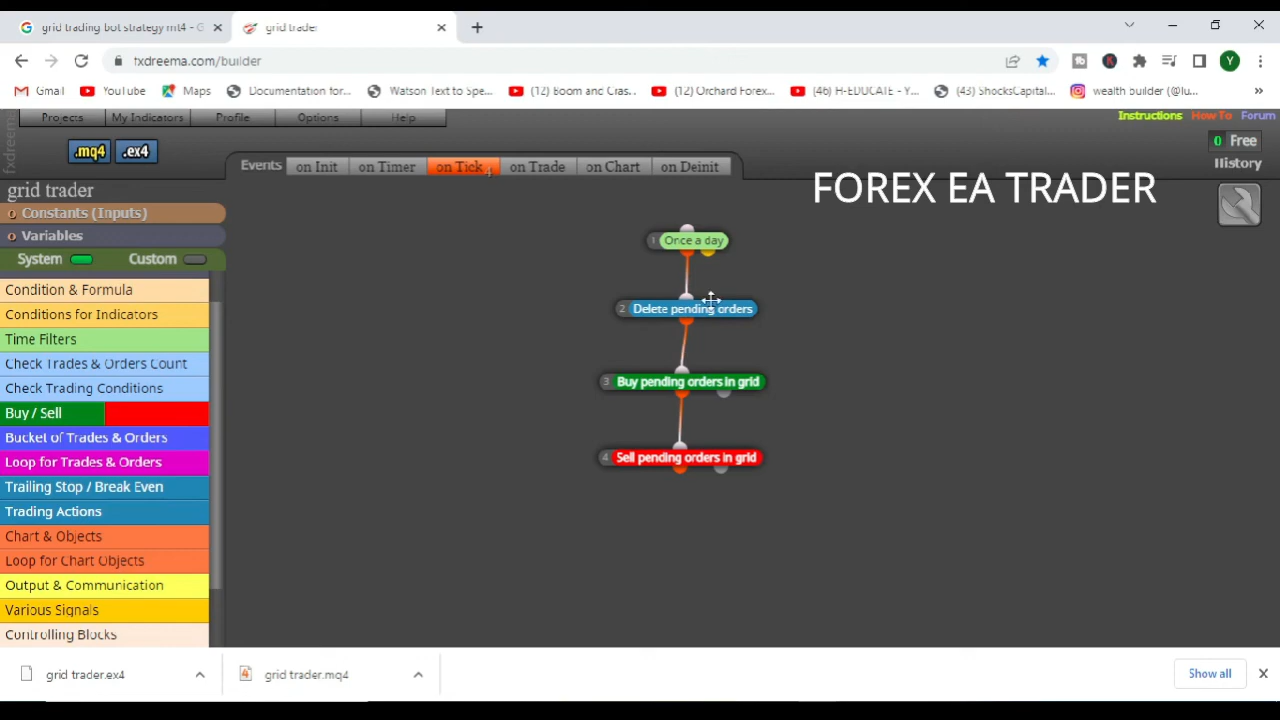 grid trading bot strategy mt4 - G
grid trader
fxdreema.com/builder
Y
Gmail
YouTube
Maps
Documentation for...
Watson Text to Spe...
(12) Boom and Cras...
(12) Orchard Forex...
(46) H-EDUCATE - Y...
(43) ShocksCapital...
wealth builder (@lu...
»
Projects
My Indicators
Profile
Options
Help
Instructions
How To
Forum
fxdreema
.mq4
.ex4
0 Free
History
Events
on Init
on Timer
on Tick 4
on Trade
on Chart
on Deinit
FOREX EA TRADER
grid trader
Constants (Inputs)
Variables
System
Custom
Condition & Formula
Conditions for Indicators
Time Filters
Check Trades & Orders Count
Check Trading Conditions
Buy / Sell
Bucket of Trades & Orders
Loop for Trades & Orders
Trailing Stop / Break Even
Trading Actions
Chart & Objects
Loop for Chart Objects
Output & Communication
Various Signals
Controlling Blocks
1 Once a day
2 Delete pending orders
3 Buy pending orders in grid
4 Sell pending orders in grid
grid trader.ex4
grid trader.mq4
Show all